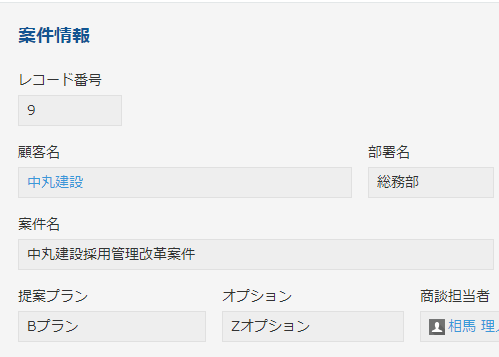 案件情報
レコード番号
9
顧客名 部署名
中丸建設 総務部
案件名
中丸建設採用管理改革案件
提案プラン オプション 商談担当者
Bプラン Zオプション 相馬 理